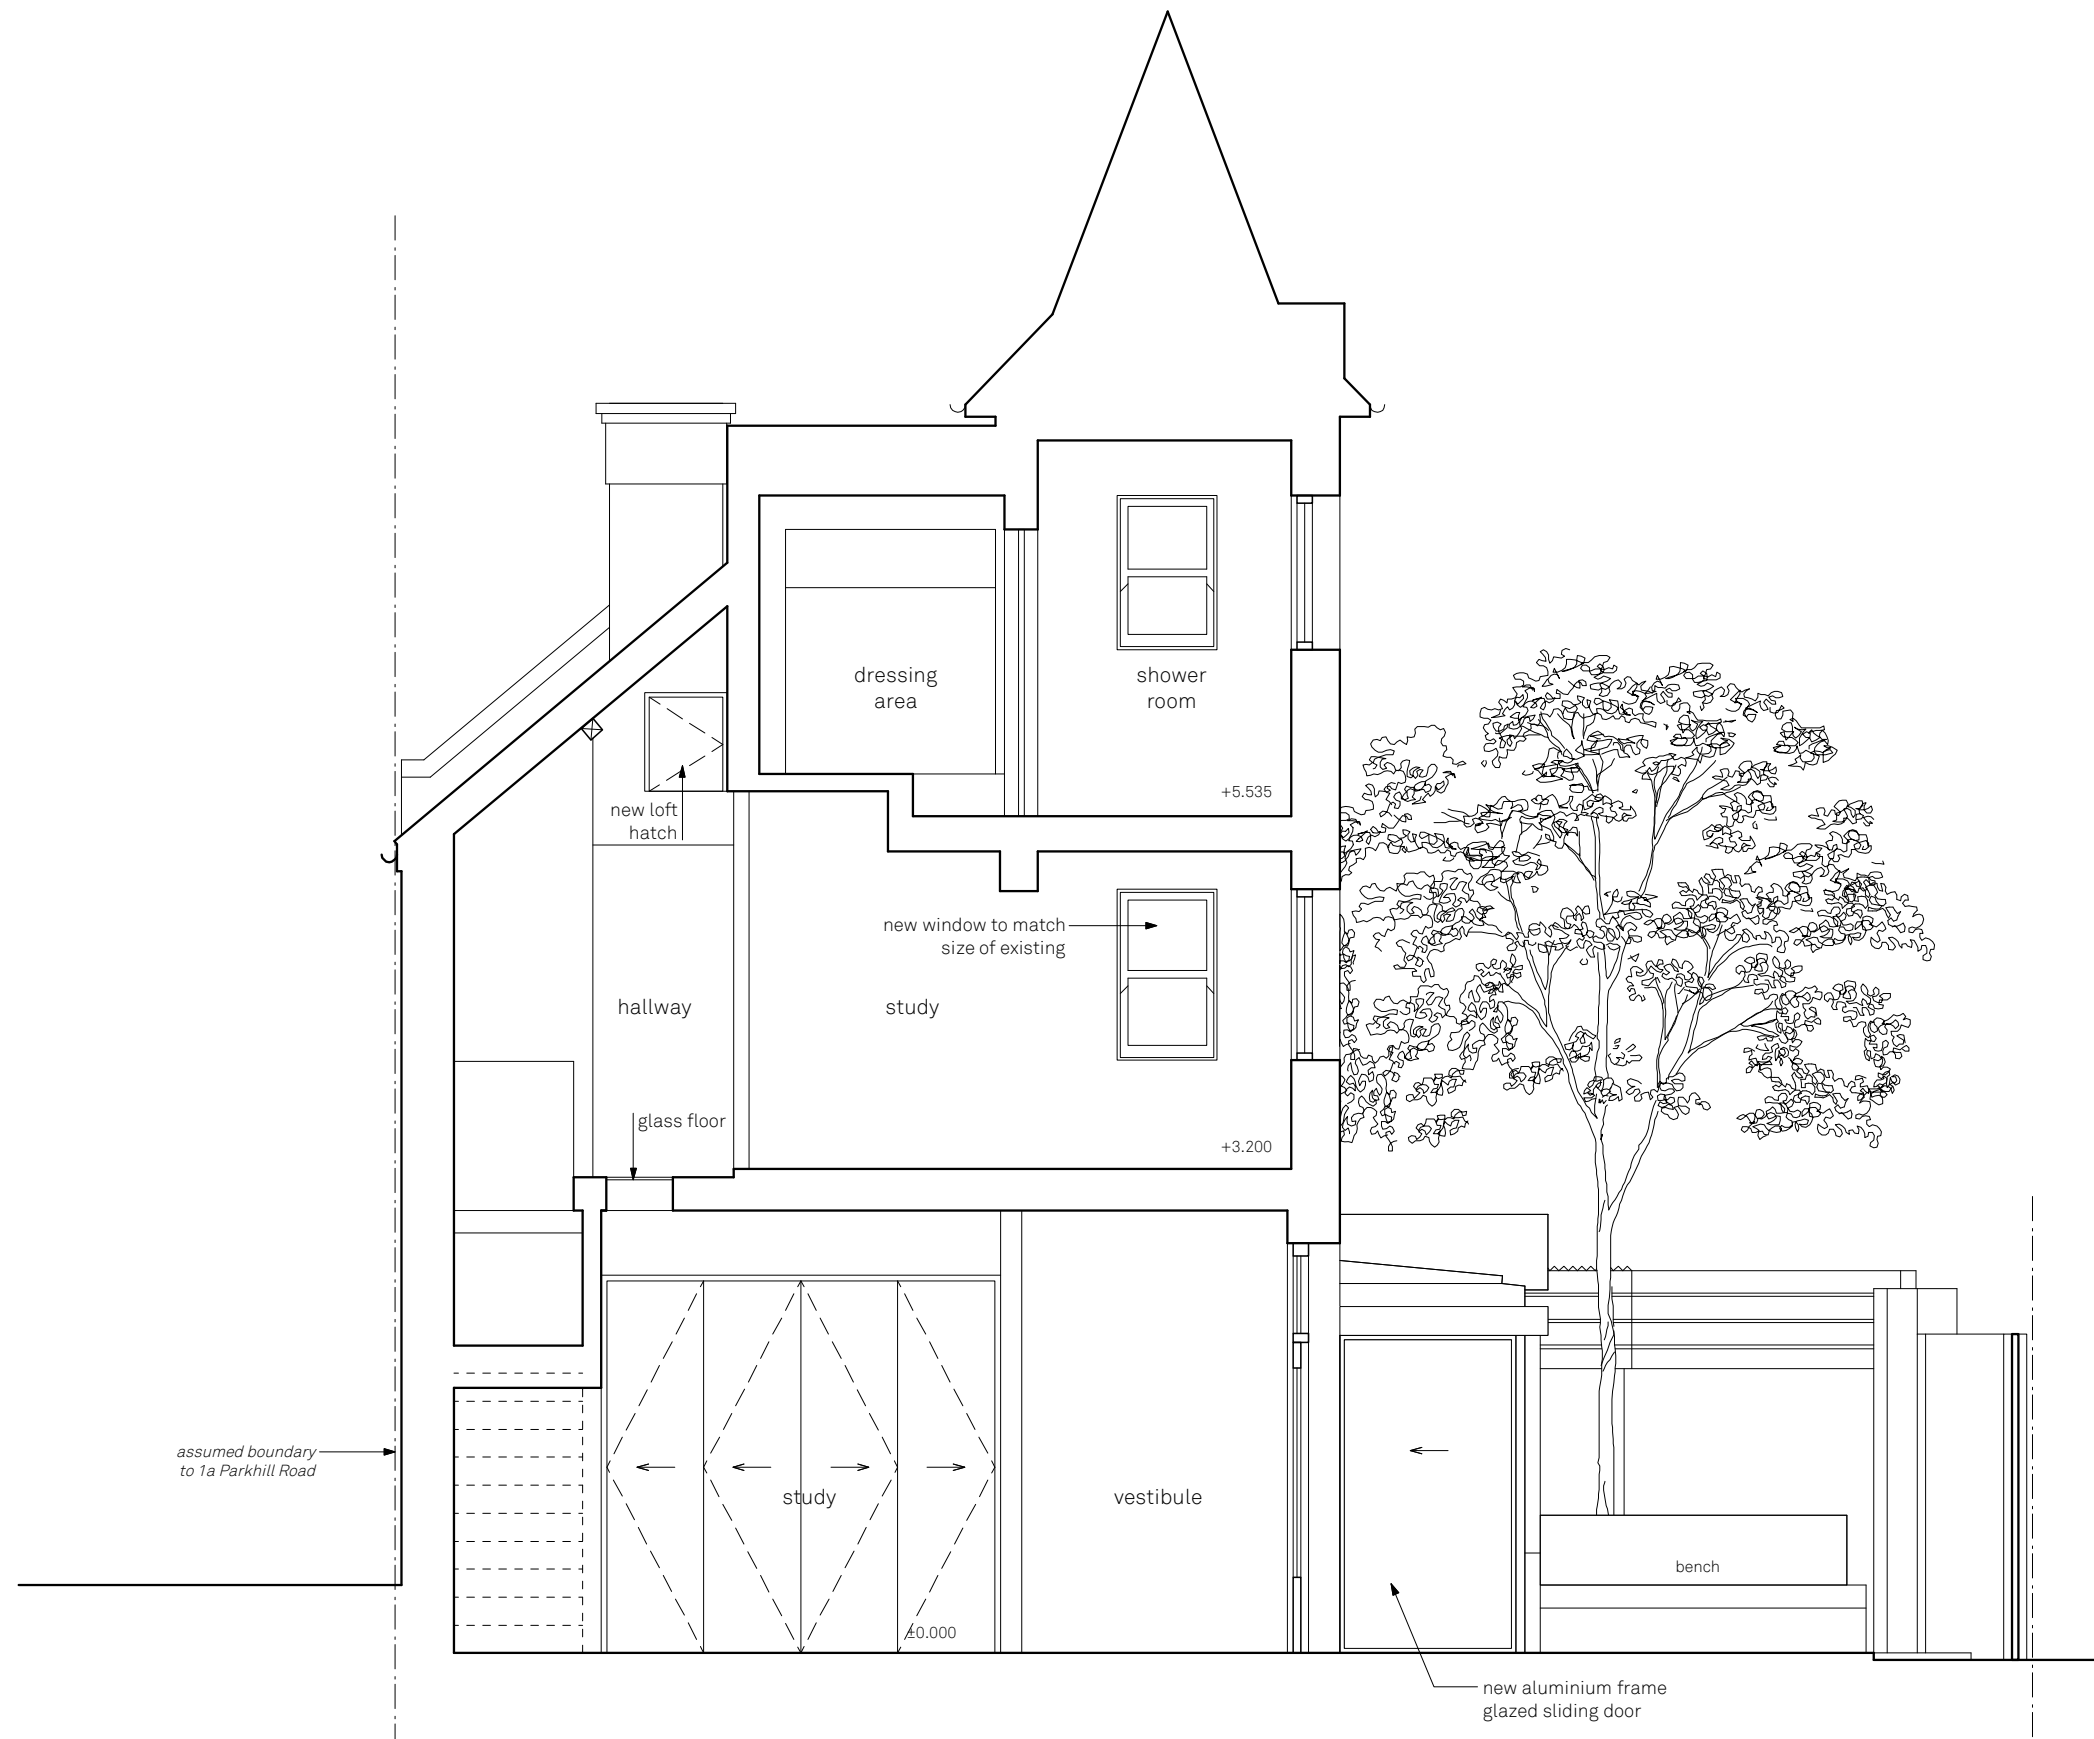 dressing
area
shower
room
+5.535
new loft
hatch
new window to match
size of existing
hallway
study
glass floor
+3.200
assumed boundary
to 1a Parkhill Road
study
vestibule
bench
±0.000
new aluminium frame
glazed sliding door